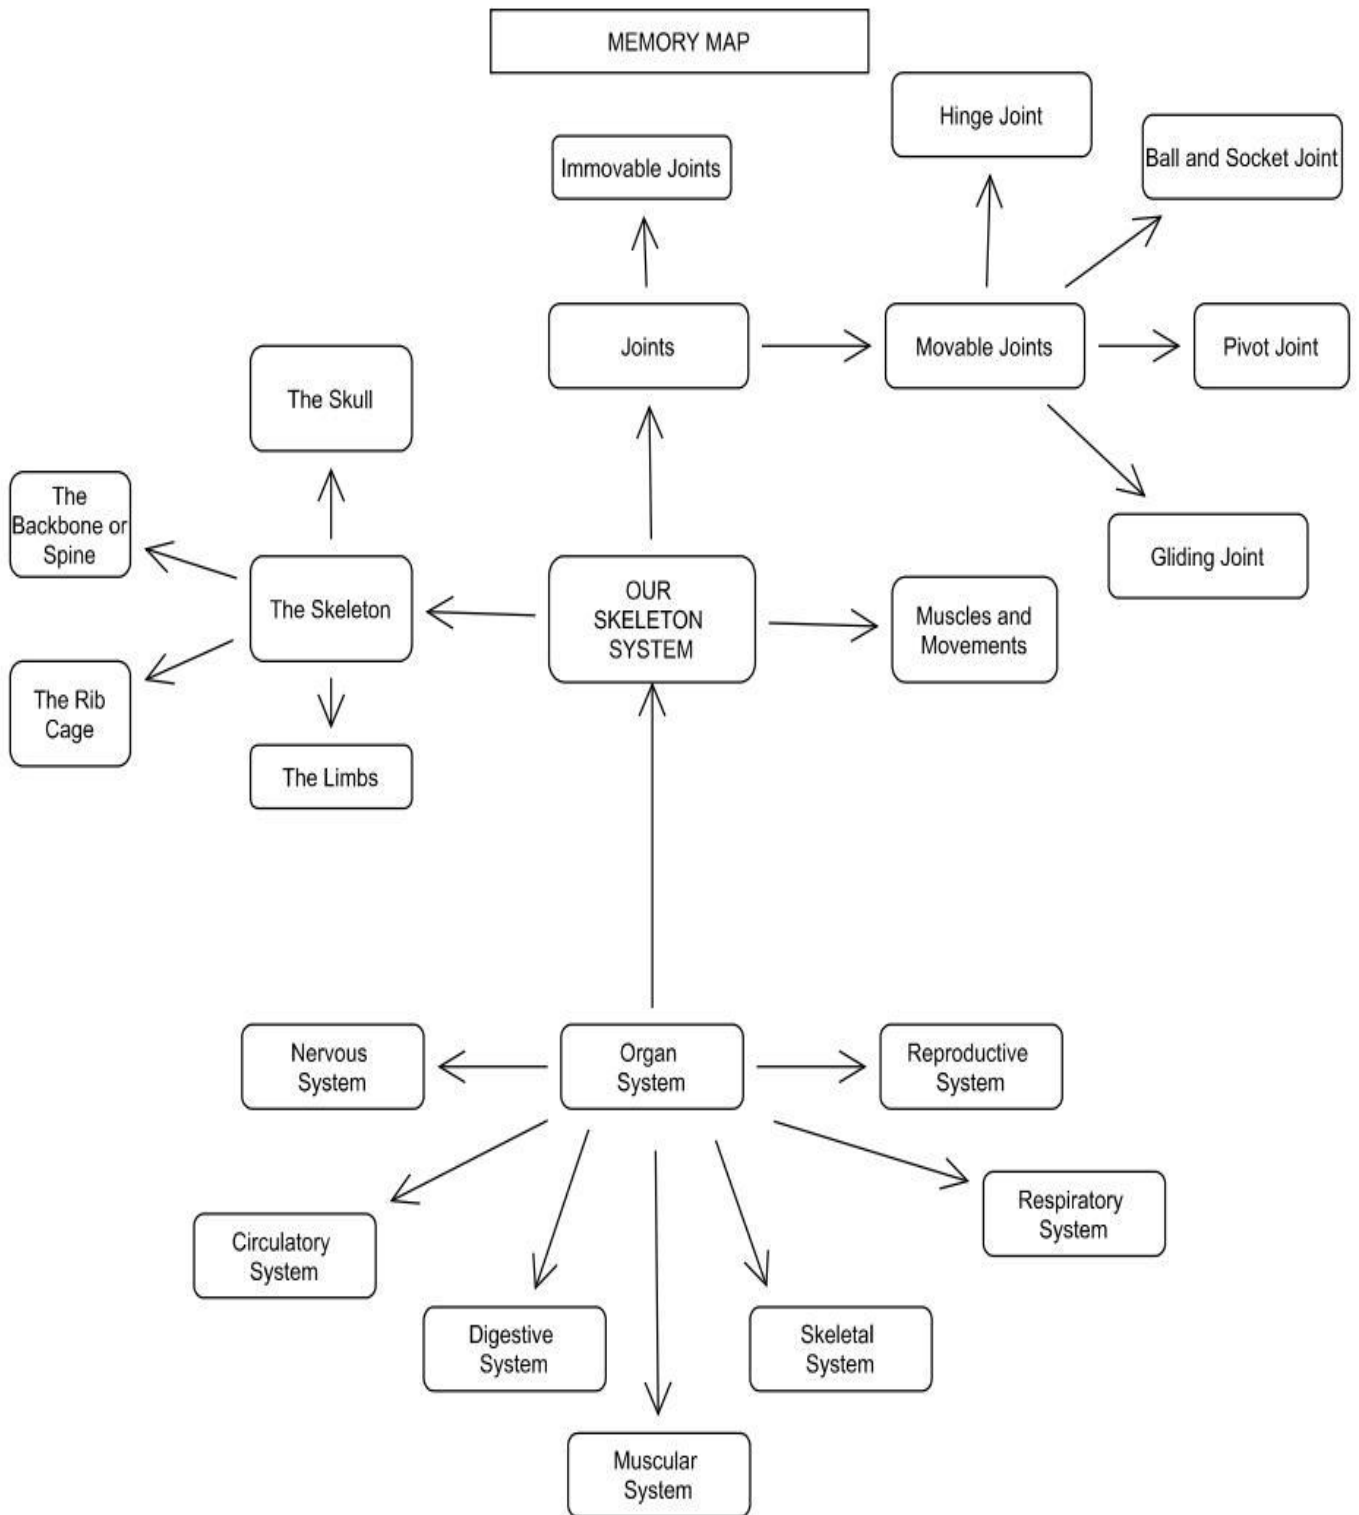 MEMORY MAP
Hinge Joint
Ball and Socket Joint
Immovable Joints
Joints
Movable Joints
Pivot Joint
The Skull
The
Backbone or
Spine
Gliding Joint
The Skeleton
OUR
SKELETON
SYSTEM
Muscles and
Movements
The Rib
Cage
The Limbs
Nervous
System
Organ
System
Reproductive
System
Respiratory
System
Circulatory
System
Digestive
System
Skeletal
System
Muscular
System